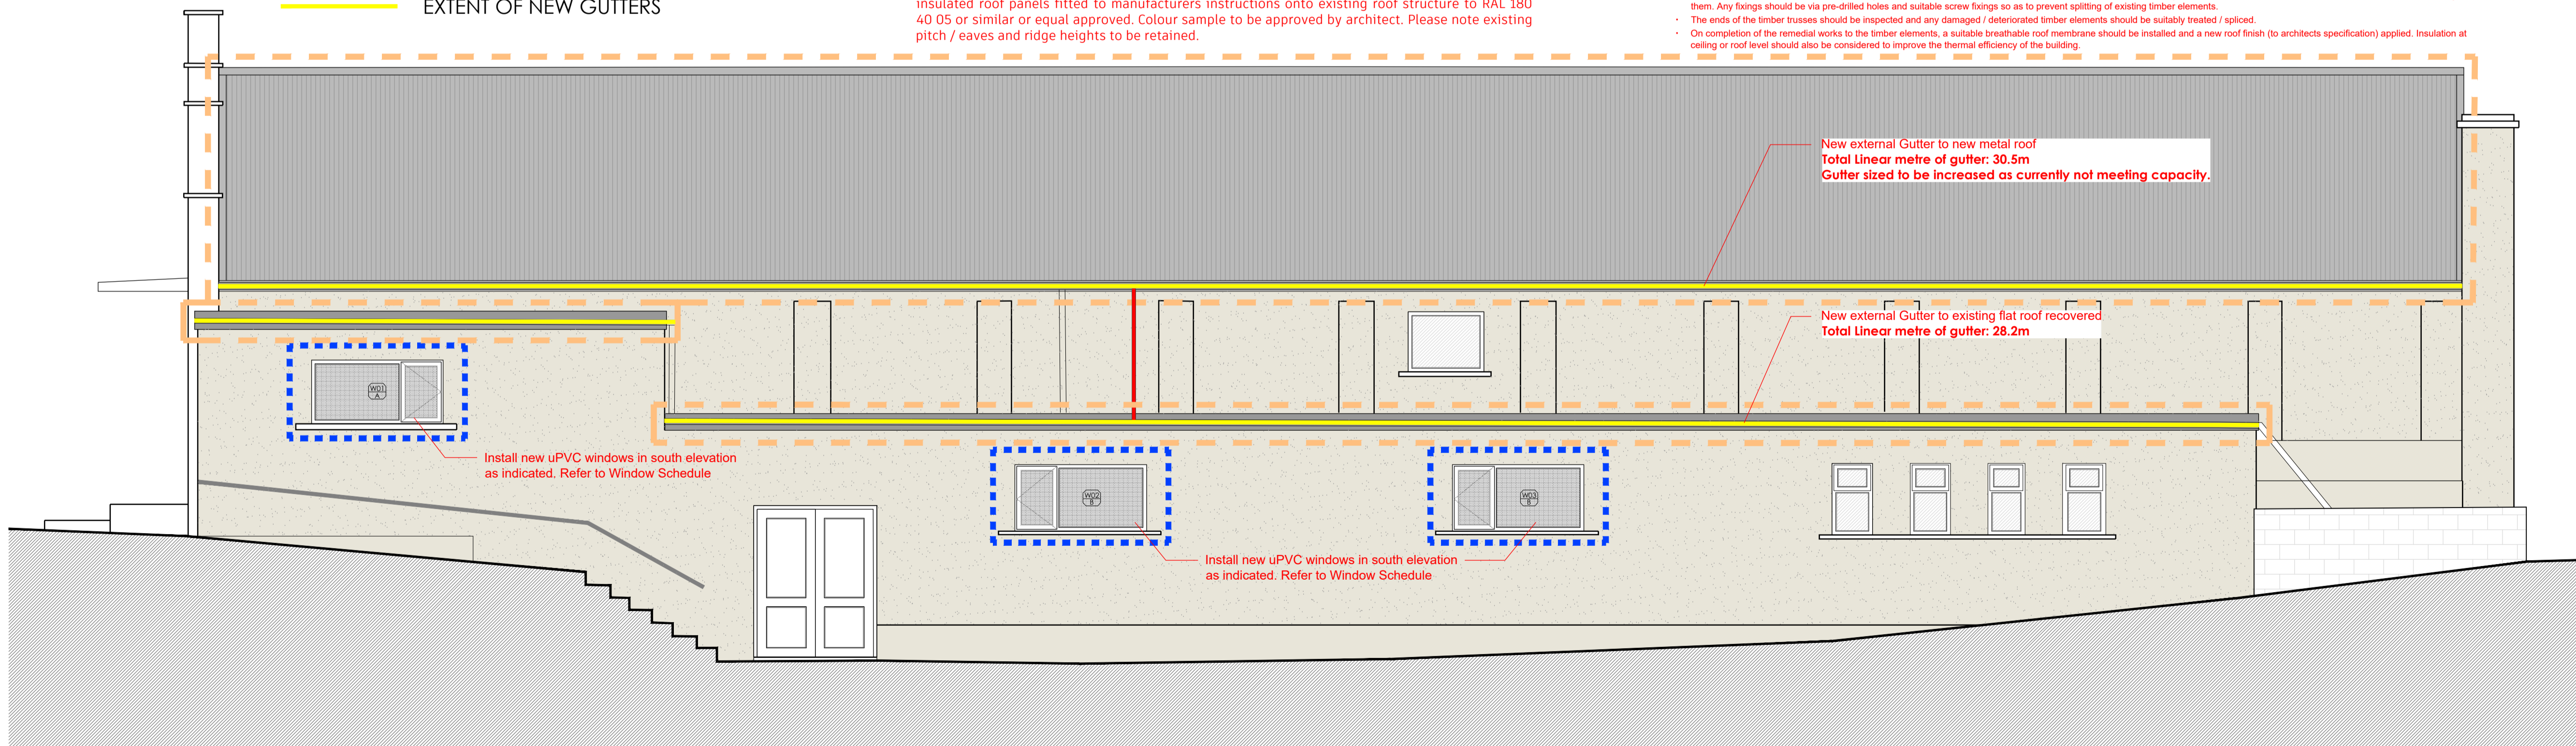 EXTENT OF NEW GUTTERS
insulated roof panels fitted to manufacturers instructions onto existing roof structure to RAL 180
40 05 or similar or equal approved. Colour sample to be approved by architect. Please note existing
pitch / eaves and ridge heights to be retained.
them. Any fixings should be via pre-drilled holes and suitable screw fixings so as to prevent splitting of existing timber elements.
· The ends of the timber trusses should be inspected and any damaged / deteriorated timber elements should be suitably treated / spliced.
· On completion of the remedial works to the timber elements, a suitable breathable roof membrane should be installed and a new roof finish (to architects specification) applied. Insulation at
ceiling or roof level should also be considered to improve the thermal efficiency of the building.
New external Gutter to new metal roof
Total Linear metre of gutter: 30.5m
Gutter sized to be increased as currently not meeting capacity.
New external Gutter to existing flat roof recovered
Total Linear metre of gutter: 28.2m
W01
A
Install new uPVC windows in south elevation
as indicated. Refer to Window Schedule
W02
B
W03
B
Install new uPVC windows in south elevation
as indicated. Refer to Window Schedule